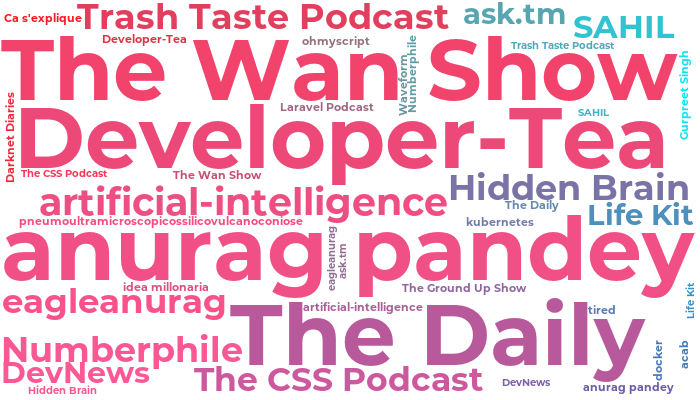 Ca s'explique
Trash Taste Podcast
ask.tm
SAHIL
Developer-Tea
ohmyscript
Trash Taste Podcast
The Wan Show
Waveform
Numberphile
Gurpreet Singh
Darknet Diaries
Laravel Podcast
SAHIL
Developer-Tea
The CSS Podcast
The Wan Show
Hidden Brain
artificial-intelligence
The Daily
Life Kit
pneumoultramicroscopicossilicovulcanoconiose
kubernetes
anurag pandey
eagleanurag
ask.tm
idea millonaria
The Ground Up Show
Life Kit
eagleanurag
artificial-intelligence
tired
The Daily
Numberphile
docker
acab
DevNews
The CSS Podcast
DevNews
anurag pandey
Hidden Brain